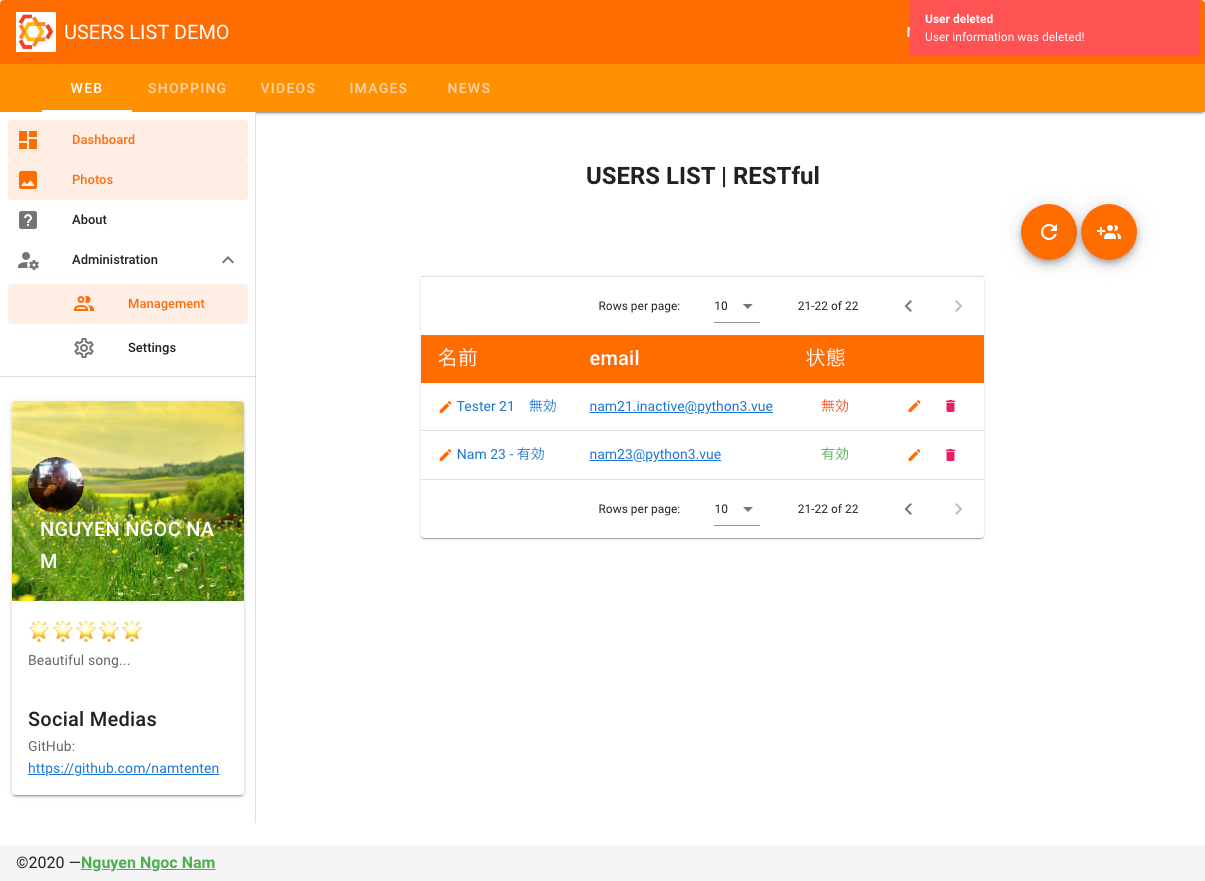 USERS LIST DEMO
User deleted
User information was deleted!
WEB SHOPPING VIDEOS IMAGES NEWS
Dashboard
Photos
About
Administration
Management
Settings
NGUYEN NGOC NA
M
Beautiful song...
Social Medias
GitHub:
https://github.com/namtenten
USERS LIST | RESTful
Rows per page: 10 21-22 of 22
名前 email 状態
Tester 21 無効 nam21.inactive@python3.vue 無効
Nam 23 - 有効 nam23@python3.vue 有効
Rows per page: 10 21-22 of 22
©2020 —Nguyen Ngoc Nam